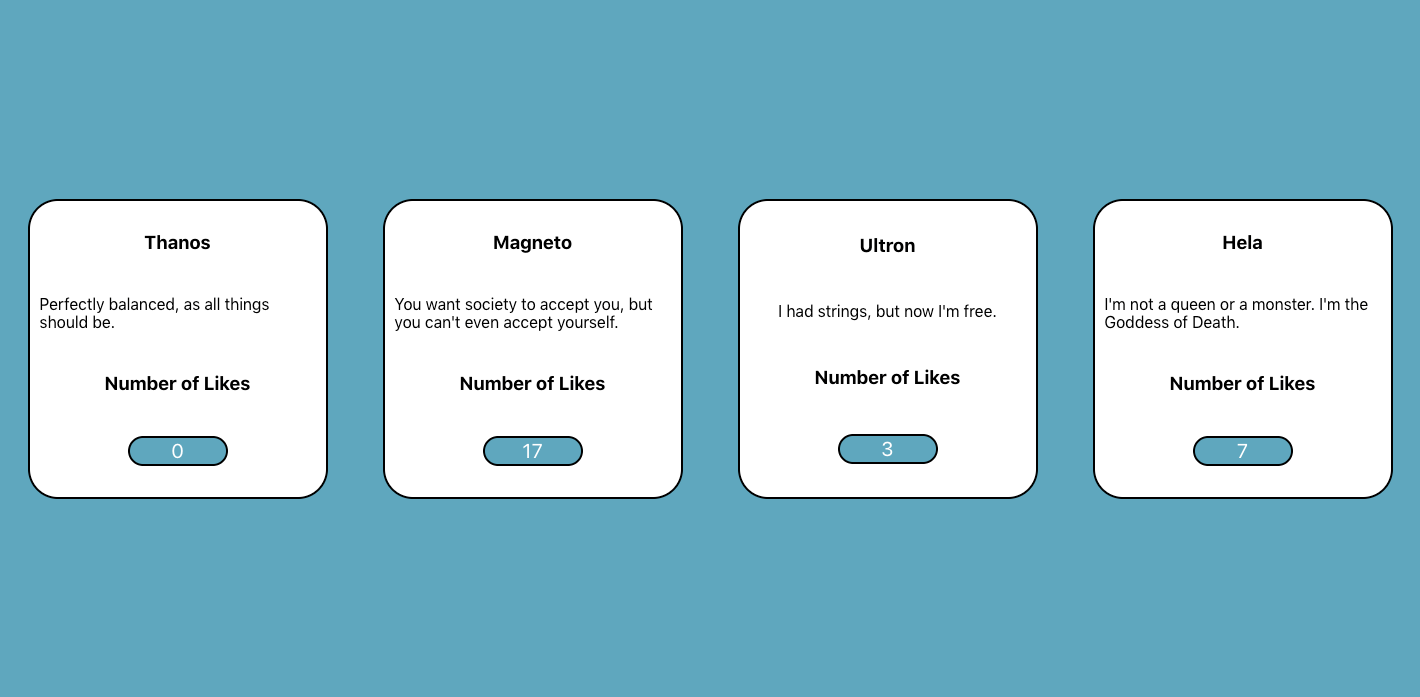 Thanos
Perfectly balanced, as all things
should be.
Number of Likes
0
Magneto
You want society to accept you, but
you can't even accept yourself.
Number of Likes
17
Ultron
I had strings, but now I'm free.
Number of Likes
3
Hela
I'm not a queen or a monster. I'm the
Goddess of Death.
Number of Likes
7